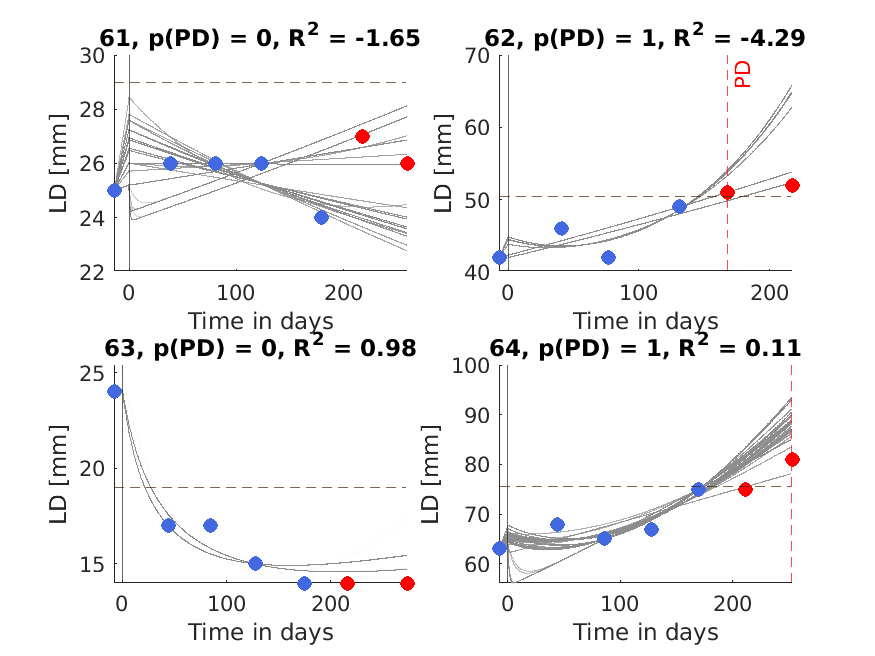 61, p(PD) = 0, R² = -1.65
30
28
26
24
22
LD [mm]
0
100
200
Time in days
62, p(PD) = 1, R² = -4.29
70
60
50
40
LD [mm]
PD
0
100
200
Time in days
63, p(PD) = 0, R² = 0.98
25
20
15
LD [mm]
0
100
200
Time in days
64, p(PD) = 1, R² = 0.11
100
90
80
70
60
LD [mm]
0
100
200
Time in days